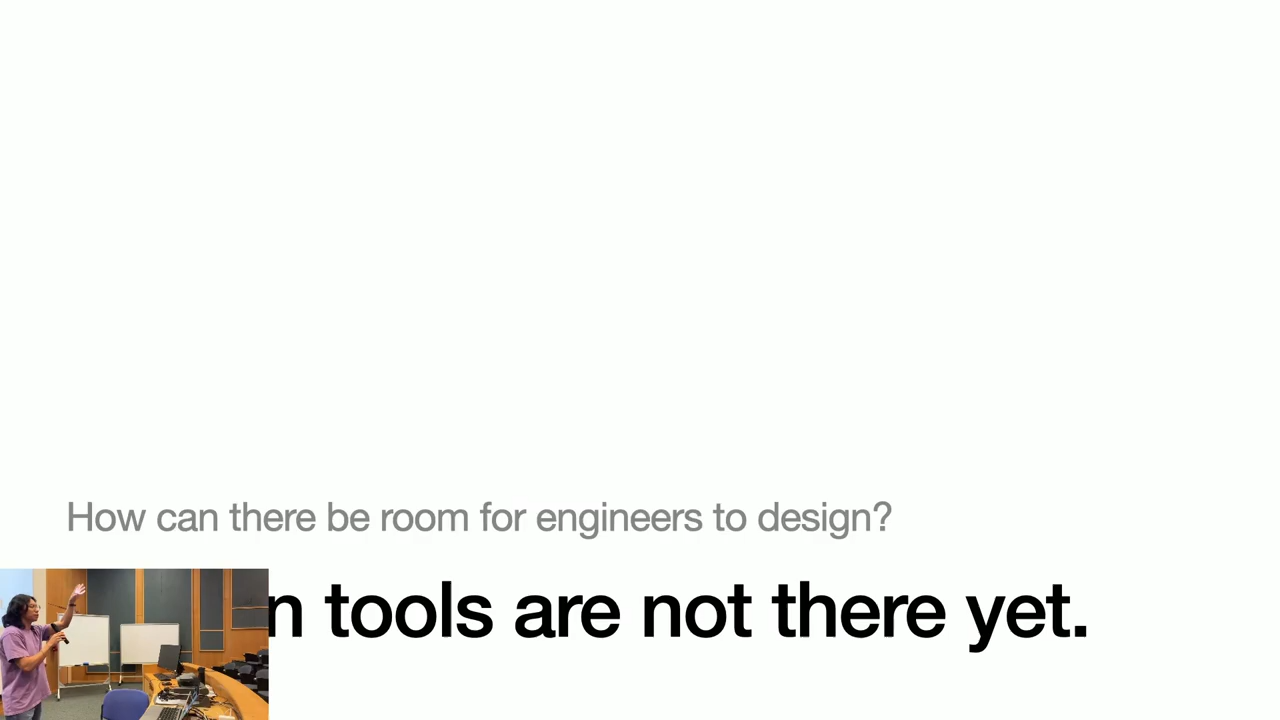 How can there be room for engineers to design?
tools are not there yet.